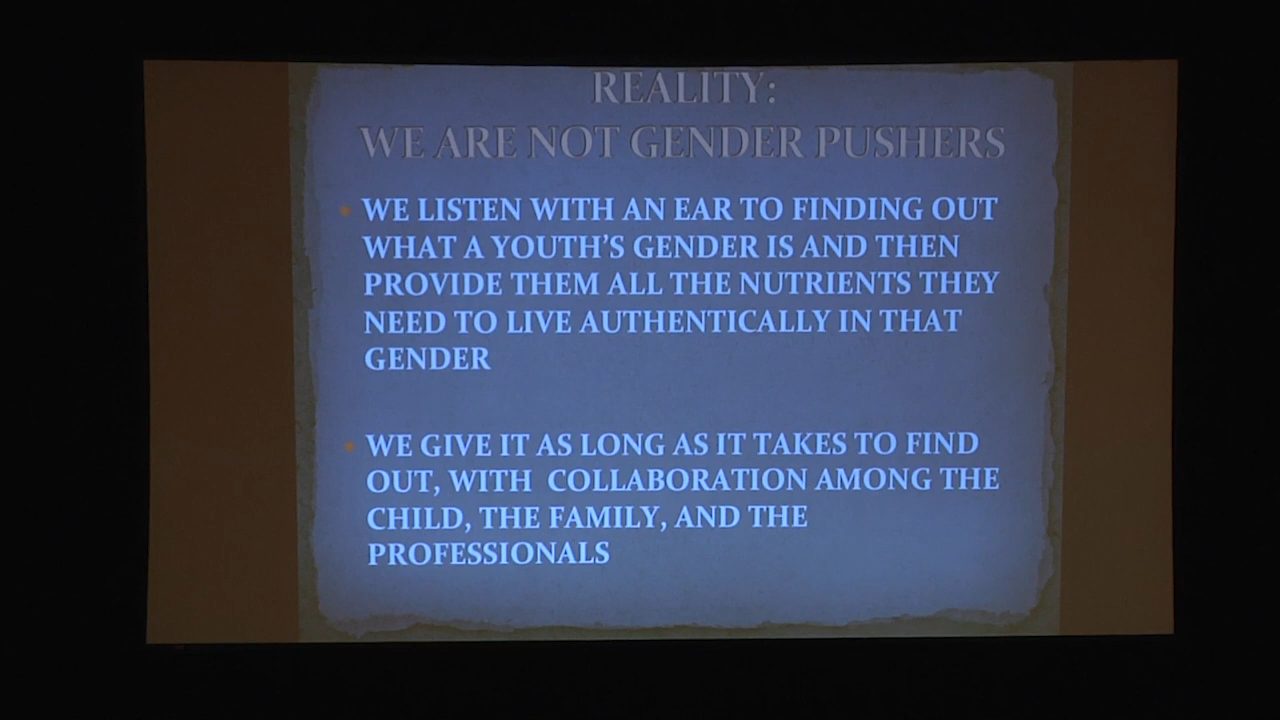 REALITY:
WE ARE NOT GENDER PUSHERS
• WE LISTEN WITH AN EAR TO FINDING OUT
WHAT A YOUTH'S GENDER IS AND THEN
PROVIDE THEM ALL THE NUTRIENTS THEY
NEED TO LIVE AUTHENTICALLY IN THAT
GENDER
• WE GIVE IT AS LONG AS IT TAKES TO FIND
OUT, WITH  COLLABORATION AMONG THE
CHILD, THE FAMILY, AND THE
PROFESSIONALS